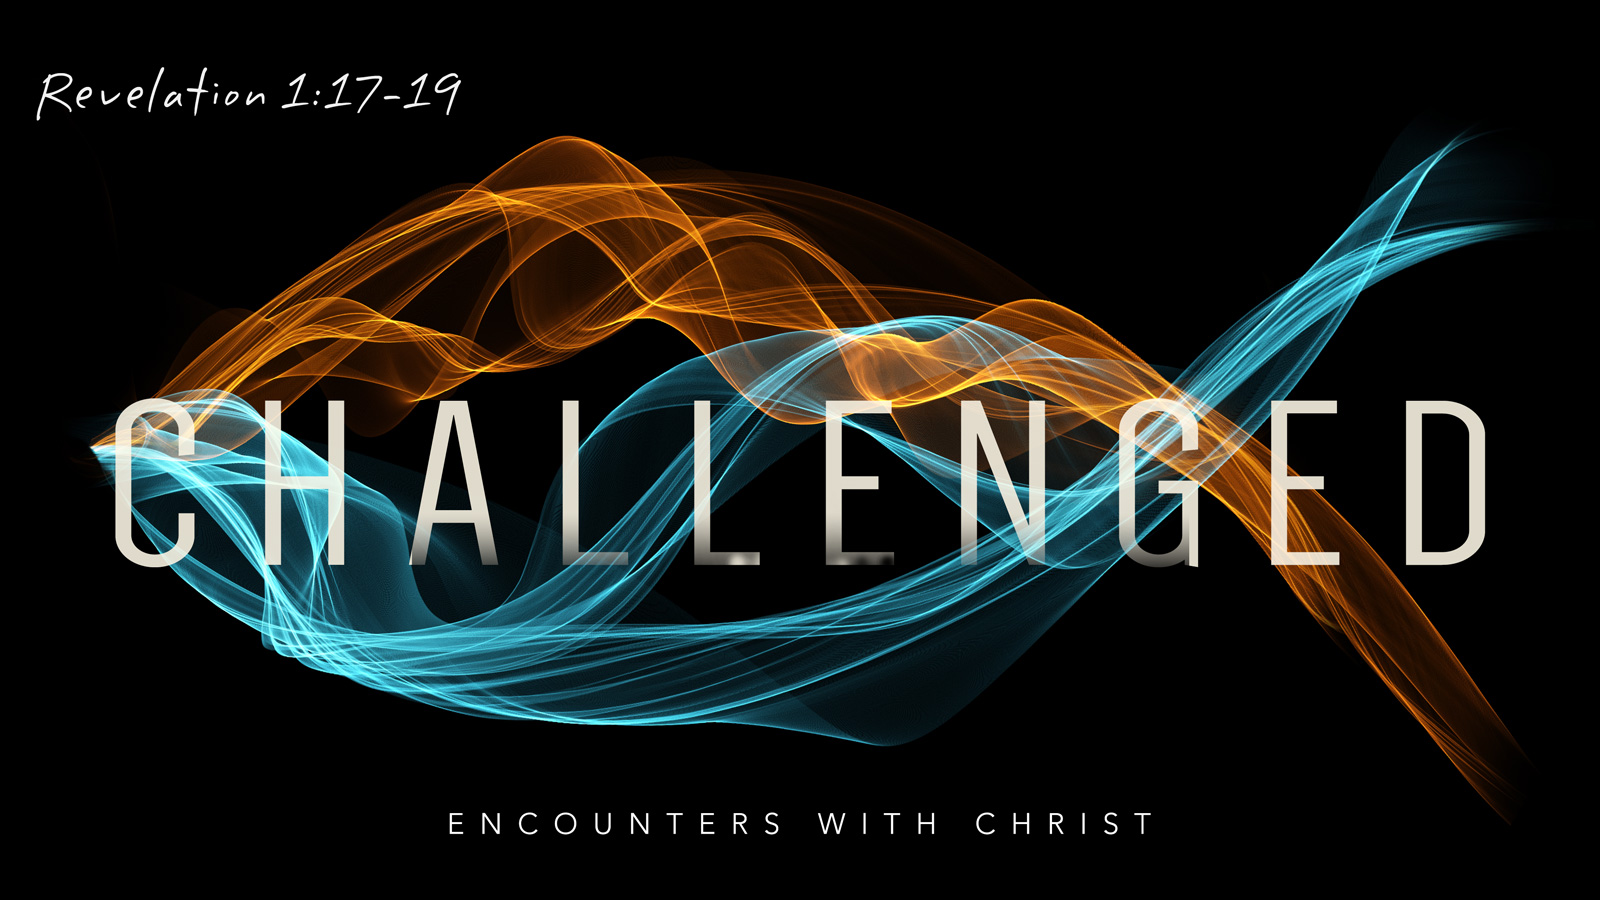 Revelation 1:17-19
CHALLENGED
ENCOUNTERS WITH CHRIST